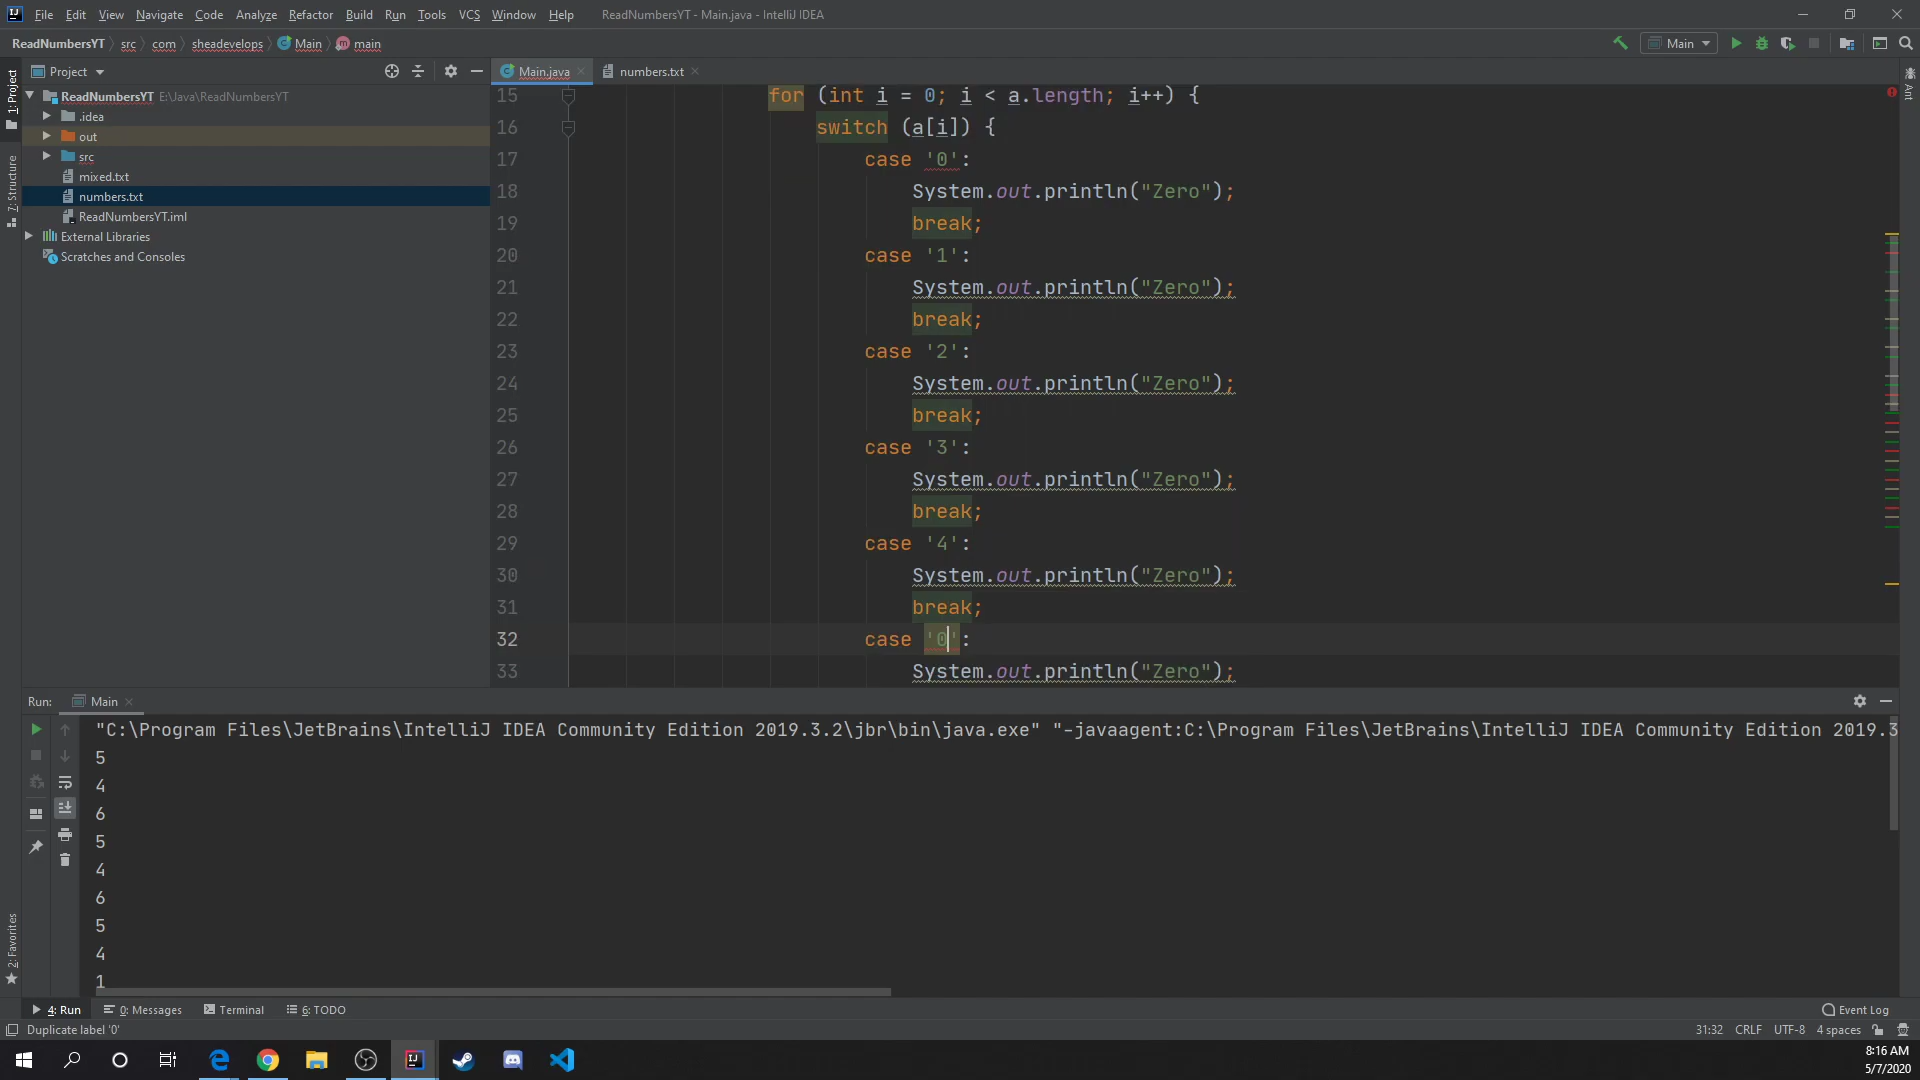 File Edit View Navigate Code Analyze Refactor Build Run Tools VCS Window Help ReadNumbersYT - Main.java - IntelliJ IDEA
ReadNumbersYT src com sheadevelops Main main
Main
Project
Main.java
numbers.txt
1: Project
7: Structure
2: Favorites
Ant
ReadNumbersYT E:\Java\ReadNumbersYT
.idea
out
src
mixed.txt
numbers.txt
ReadNumbersYT.iml
External Libraries
Scratches and Consoles
15 for (int i = 0; i < a.length; i++) {
16 switch (a[i]) {
17 case '0':
18 System.out.println("Zero");
19 break;
20 case '1':
21 System.out.println("Zero");
22 break;
23 case '2':
24 System.out.println("Zero");
25 break;
26 case '3':
27 System.out.println("Zero");
28 break;
29 case '4':
30 System.out.println("Zero");
31 break;
32 case '0':
33 System.out.println("Zero");
Run: Main
"C:\Program Files\JetBrains\IntelliJ IDEA Community Edition 2019.3.2\jbr\bin\java.exe" "-javaagent:C:\Program Files\JetBrains\IntelliJ IDEA Community Edition 2019.3
5
4
6
5
4
6
5
4
1
4: Run 0: Messages Terminal 6: TODO Event Log
Duplicate label '0' 31:32 CRLF UTF-8 4 spaces
8:16 AM
5/7/2020